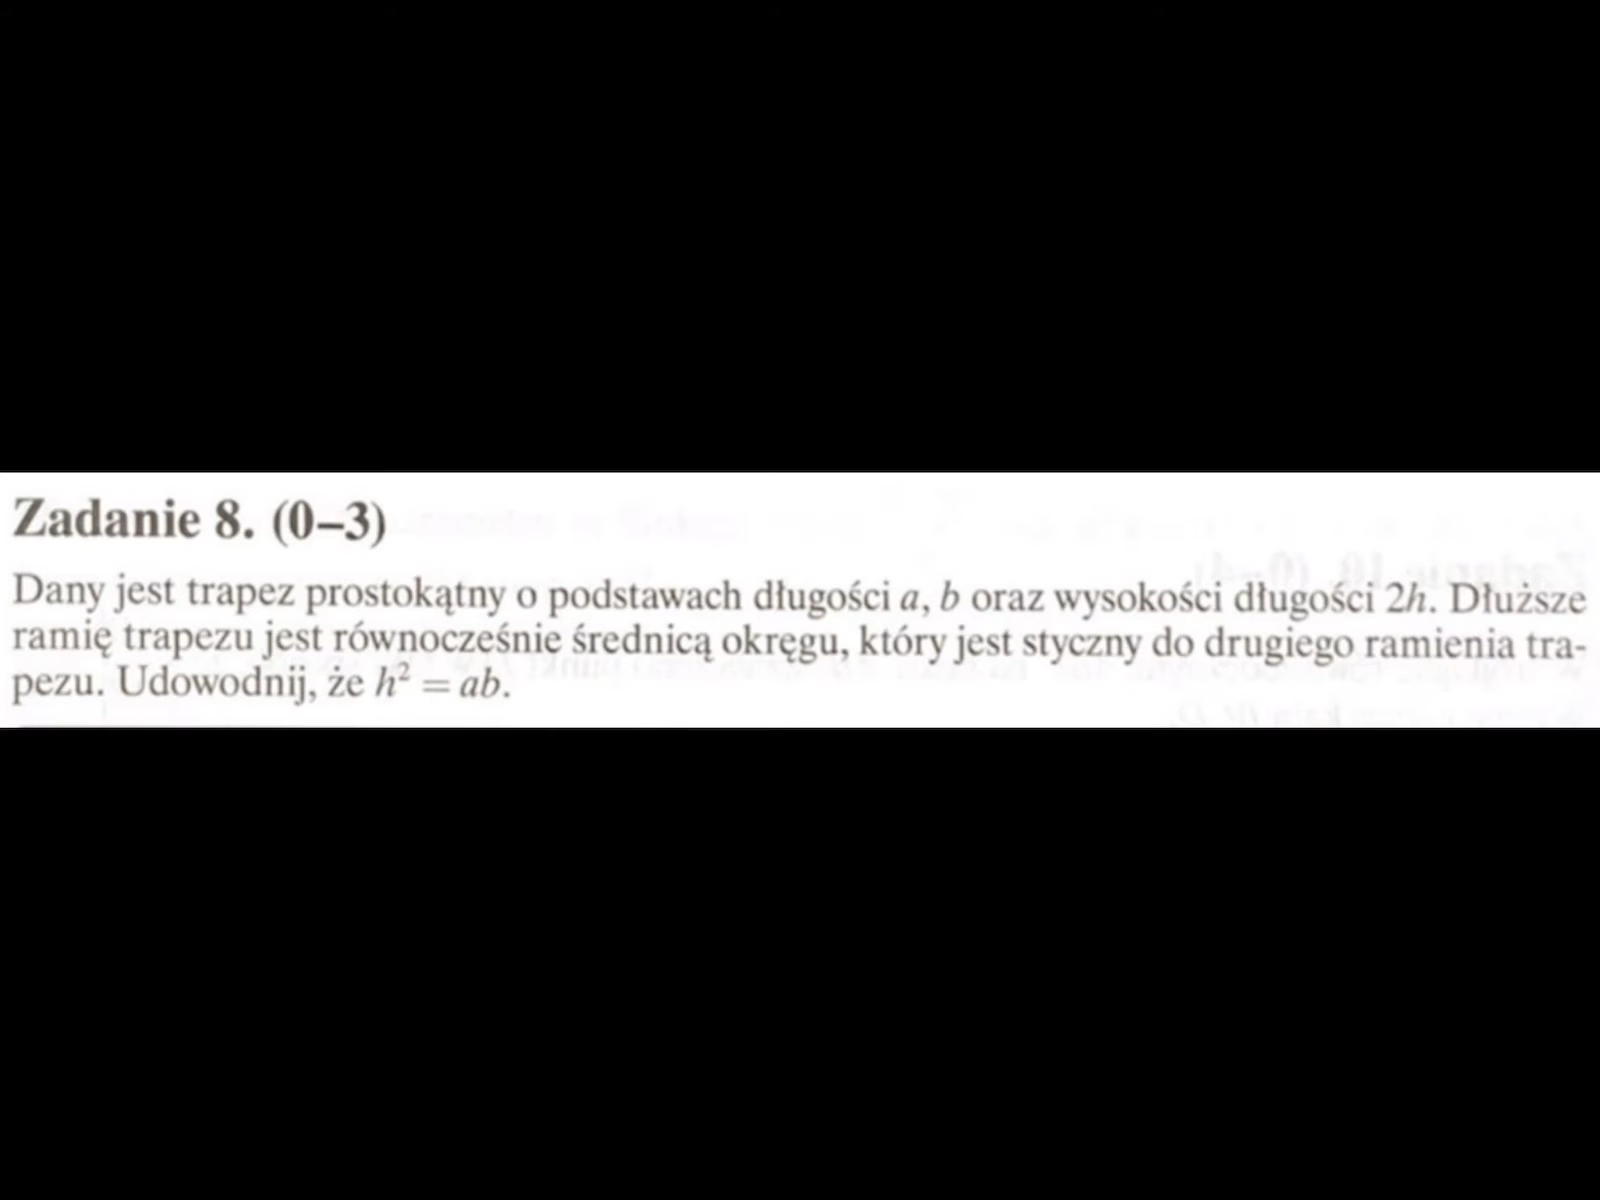 Zadanie 8. (0–3)
Dany jest trapez prostokątny o podstawach długości a, b oraz wysokości długości 2h. Dłuższe
ramię trapezu jest równocześnie średnicą okręgu, który jest styczny do drugiego ramienia tra-
pezu. Udowodnij, że h² = ab.